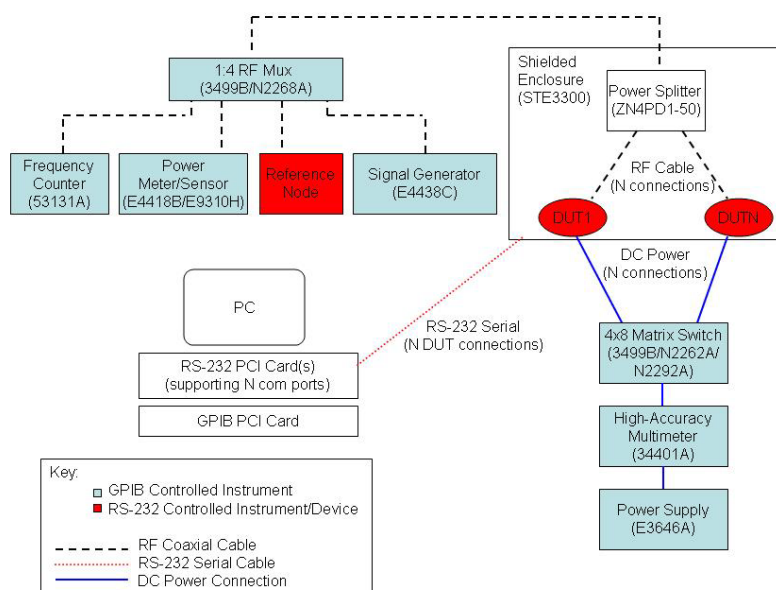 1:4 RF Mux
(3499B/N2268A)
Shielded
Enclosure
(STE3300)
Power Splitter
(ZN4PD1-50)
Frequency
Counter
(53131A)
Power
Meter/Sensor
(E4418B/E9310H)
Reference
Node
Signal Generator
(E4438C)
RF Cable
(N connections)
DUT1
DUTN
DC Power
(N connections)
PC
RS-232 Serial
(N DUT connections)
RS-232 PCI Card(s)
(supporting N com ports)
GPIB PCI Card
4x8 Matrix Switch
(3499B/N2262A/
N2292A)
High-Accuracy
Multimeter
(34401A)
Power Supply
(E3646A)
Key:
GPIB Controlled Instrument
RS-232 Controlled Instrument/Device
RF Coaxial Cable
RS-232 Serial Cable
DC Power Connection